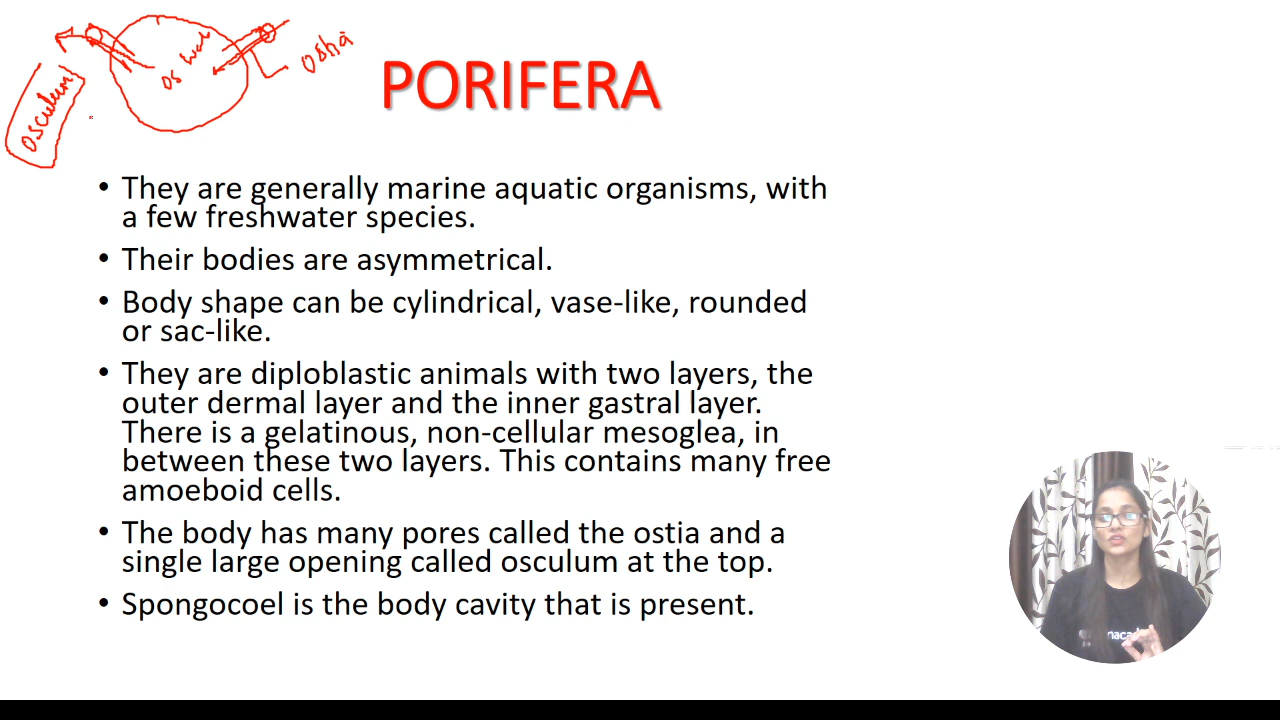 Osculum
Ostia
PORIFERA
• They are generally marine aquatic organisms, with
a few freshwater species.
• Their bodies are asymmetrical.
• Body shape can be cylindrical, vase-like, rounded
or sac-like.
• They are diploblastic animals with two layers, the
outer dermal layer and the inner gastral layer.
There is a gelatinous, non-cellular mesoglea, in
between these two layers. This contains many free
amoeboid cells.
• The body has many pores called the ostia and a
single large opening called osculum at the top.
• Spongocoel is the body cavity that is present.